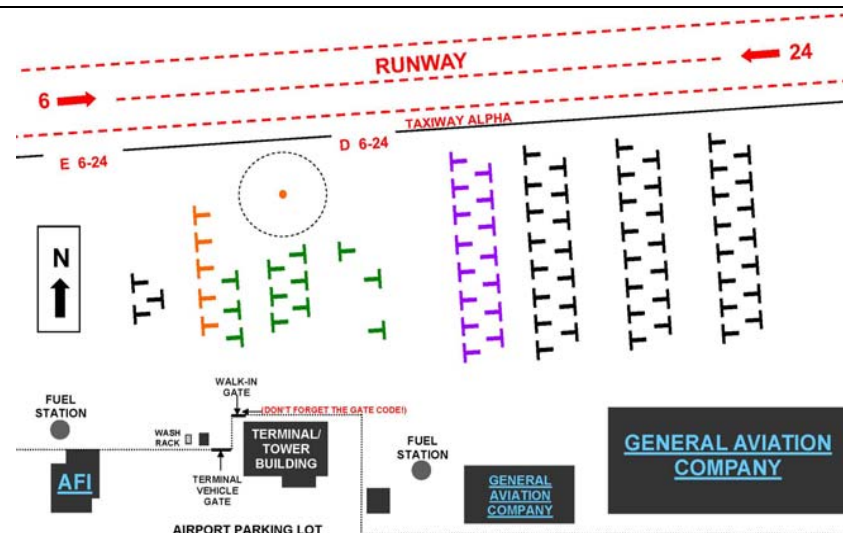 RUNWAY
24
6
TAXIWAY ALPHA
D 6-24
E 6-24
N
WALK-IN
GATE
(DON'T FORGET THE GATE CODE!)
FUEL
STATION
WASH
RACK
TERMINAL/
TOWER
BUILDING
FUEL
STATION
GENERAL AVIATION
COMPANY
AFI
TERMINAL
VEHICLE
GATE
GENERAL
AVIATION
COMPANY
AIRPORT PARKING LOT